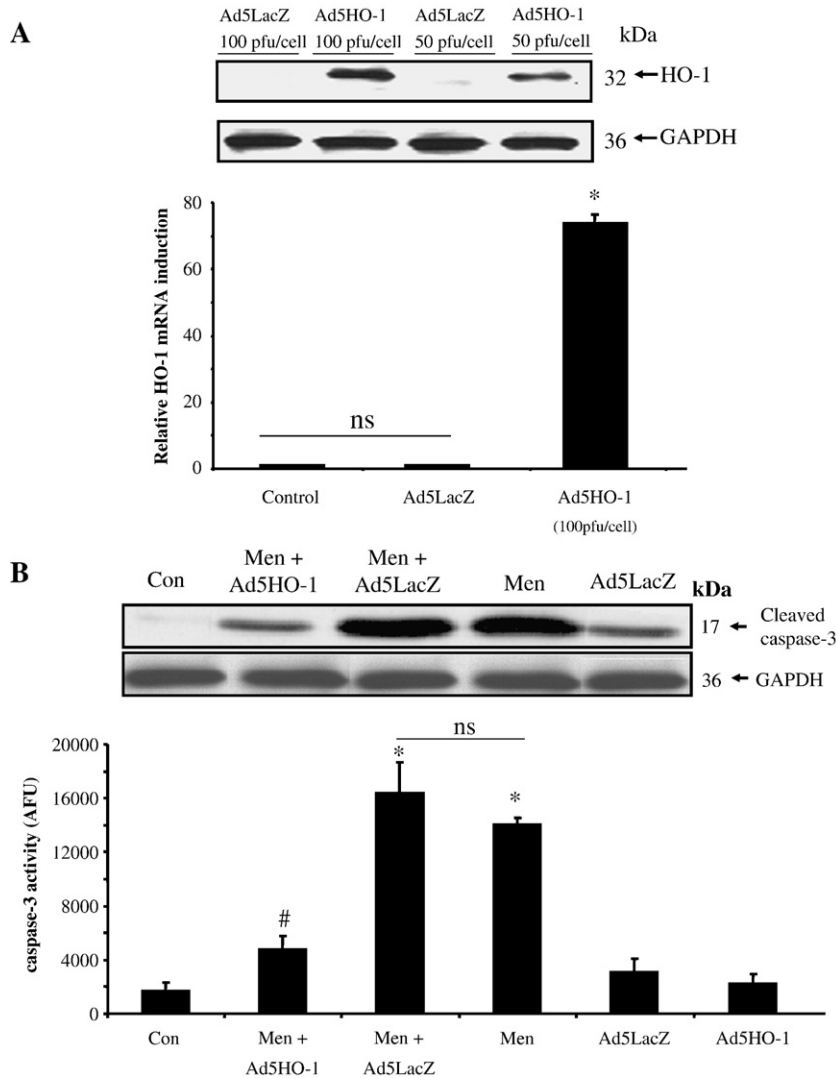 A
Ad5LacZ Ad5HO-1 Ad5LacZ Ad5HO-1
100 pfu/cell 100 pfu/cell 50 pfu/cell 50 pfu/cell kDa
32 HO-1
36 GAPDH
Relative HO-1 mRNA induction
80
60
40
20
0
*
ns
Control Ad5LacZ Ad5HO-1
(100pfu/cell)
B
Con Men + Ad5HO-1 Men + Ad5LacZ Men Ad5LacZ kDa
17 Cleaved
caspase-3
36 GAPDH
caspase-3 activity (AFU)
20000
16000
12000
8000
4000
0
ns
* *
#
Con Men + Men + Men Ad5LacZ Ad5HO-1
Ad5HO-1 Ad5LacZ